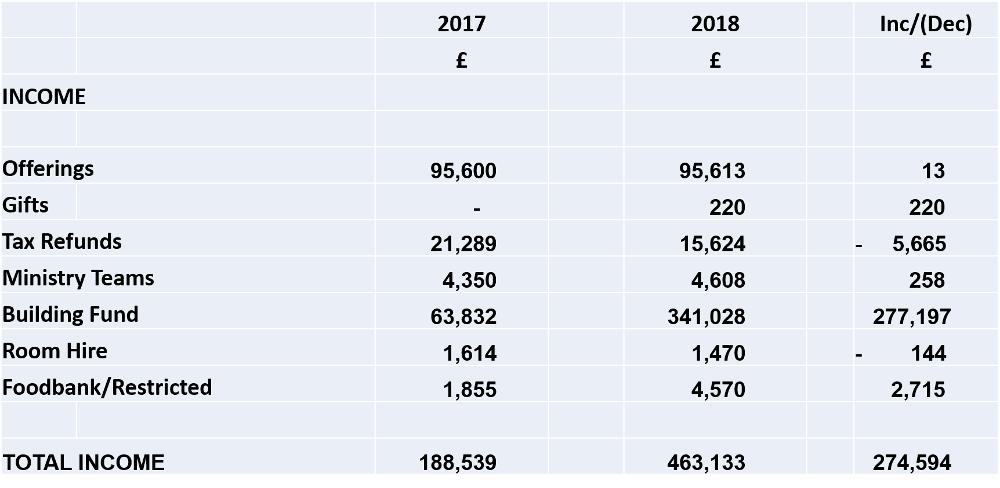 2017 2018 Inc/(Dec)
£ £ £
INCOME
Offerings 95,600 95,613 13
Gifts - 220 220
Tax Refunds 21,289 15,624 - 5,665
Ministry Teams 4,350 4,608 258
Building Fund 63,832 341,028 277,197
Room Hire 1,614 1,470 - 144
Foodbank/Restricted 1,855 4,570 2,715
TOTAL INCOME 188,539 463,133 274,594